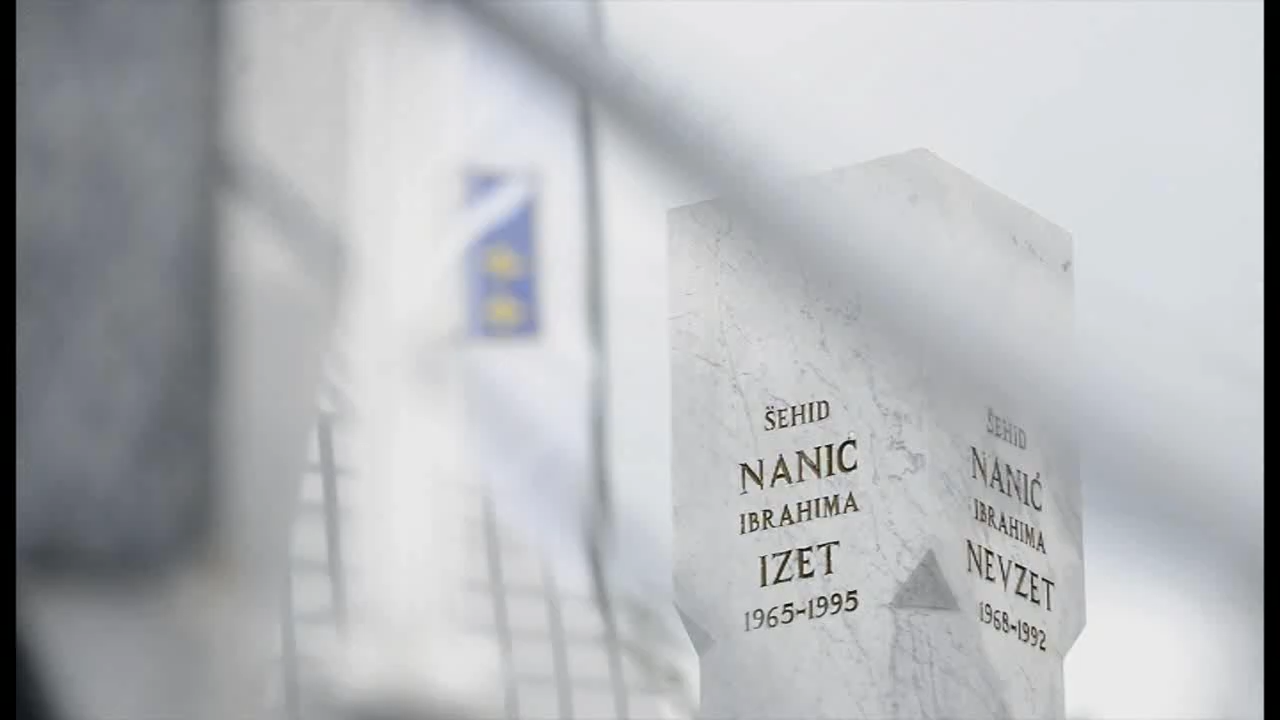 ŠEHID
NANIĆ
IBRAHIMA
IZET
1965-1995
ŠEHID
NANIĆ
IBRAHIMA
NEVZET
1968-1992